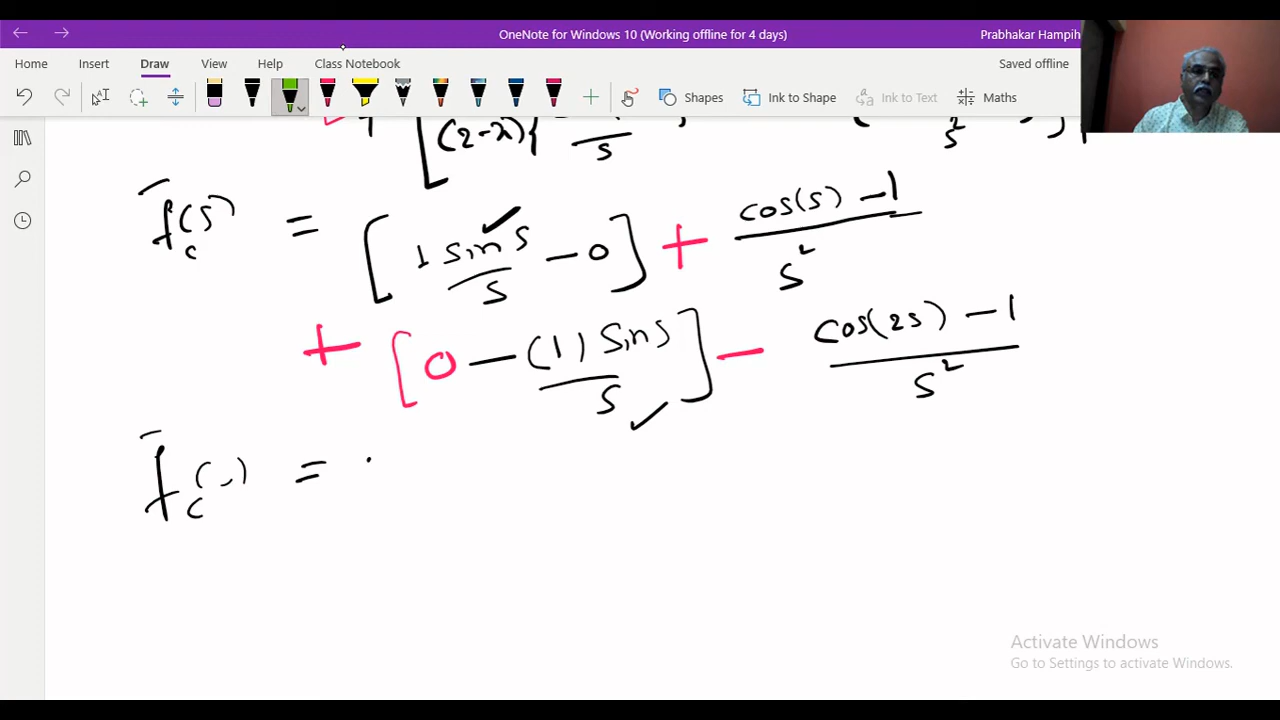 OneNote for Windows 10 (Working offline for 4 days) Prabhakar Hampih
Home Insert Draw View Help Class Notebook Saved offline
Shapes Ink to Shape Ink to Text Maths
(2-x){ s s²
f̄c(s) = [1 sin s / s - 0] + (cos(s) - 1) / s²
+ [0 - (1) sin s / s] - (cos(2s) - 1) / s²
f̄c( ) =
Activate Windows
Go to Settings to activate Windows.